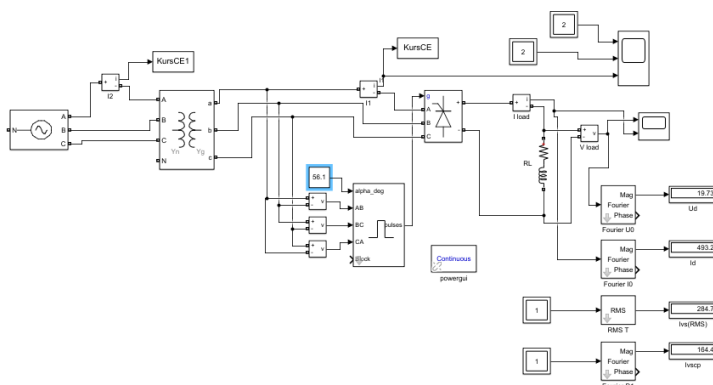 2
KursCE1
KursCE
2
I2
I1
I1
A
B
C
N
A
B
C
N
a
b
c
Yn
Yg
g
A
B
C
+
-
I load
V load
RL
56.1
alpha_deg
AB
BC
CA
Block
pulses
Continuous
powergui
Mag
Fourier
Phase
Fourier U0
19.73
Ud
Mag
Fourier
Phase
Fourier I0
493.2
Id
1
RMS
RMS T
284.7
Ivs(RMS)
1
Mag
Fourier
Phase
164.4
Ivscp